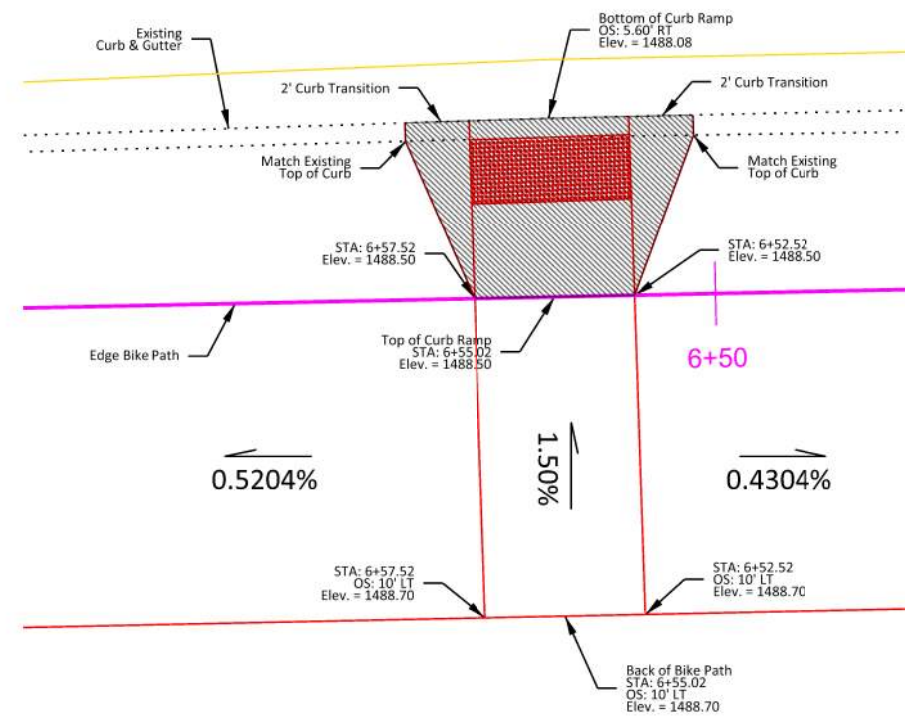 Bottom of Curb Ramp
OS: 5.60' RT
Elev. = 1488.08
Existing
Curb & Gutter
2' Curb Transition
2' Curb Transition
Match Existing
Top of Curb
Match Existing
Top of Curb
STA: 6+57.52
Elev. = 1488.50
STA: 6+52.52
Elev. = 1488.50
Edge Bike Path
Top of Curb Ramp
STA: 6+55.02
Elev. = 1488.50
6+50
0.5204%
1.50%
0.4304%
STA: 6+57.52
OS: 10' LT
Elev. = 1488.70
STA: 6+52.52
OS: 10' LT
Elev. = 1488.70
Back of Bike Path
STA: 6+55.02
OS: 10' LT
Elev. = 1488.70